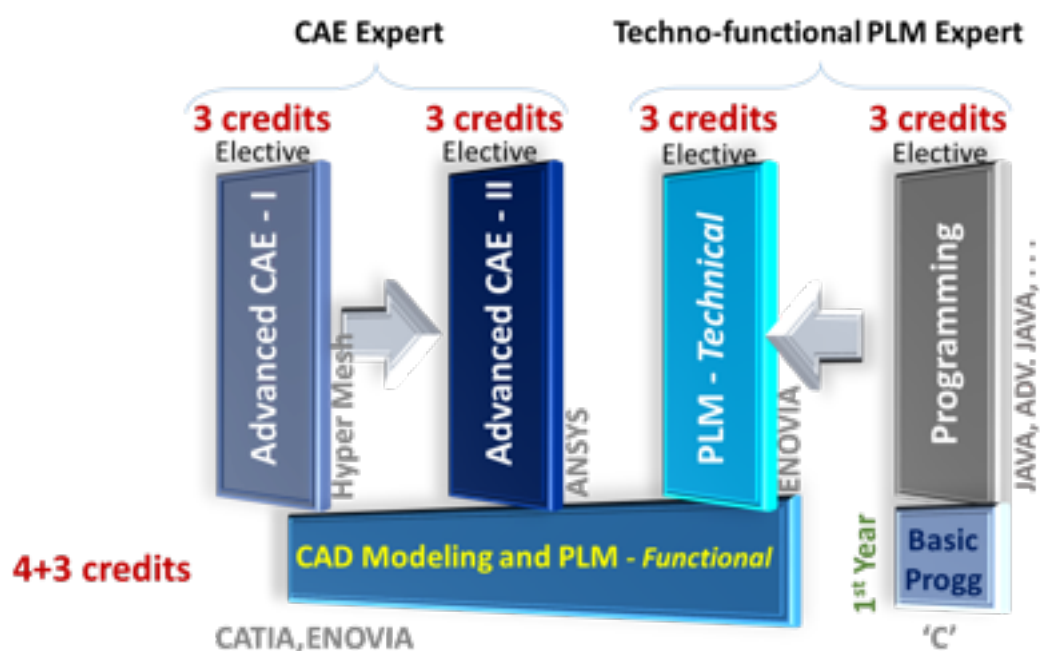 CAE Expert
Techno-functional PLM Expert
3 credits
3 credits
3 credits
3 credits
Elective
Elective
Elective
Elective
Advanced CAE - I
Hyper Mesh
Advanced CAE - II
ANSYS
PLM - Technical
ENOVIA
Programming
JAVA, ADV. JAVA, . . .
4+3 credits
CAD Modeling and PLM - Functional
1st Year
Basic
Progg
CATIA,ENOVIA
‘C’